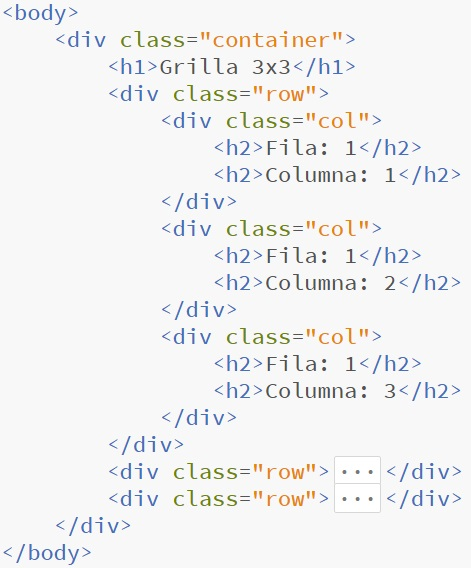 <body>
<div class="container">
<h1>Grilla 3x3</h1>
<div class="row">
<div class="col">
<h2>Fila: 1</h2>
<h2>Columna: 1</h2>
</div>
<div class="col">
<h2>Fila: 1</h2>
<h2>Columna: 2</h2>
</div>
<div class="col">
<h2>Fila: 1</h2>
<h2>Columna: 3</h2>
</div>
</div>
<div class="row">...</div>
<div class="row">...</div>
</div>
</body>